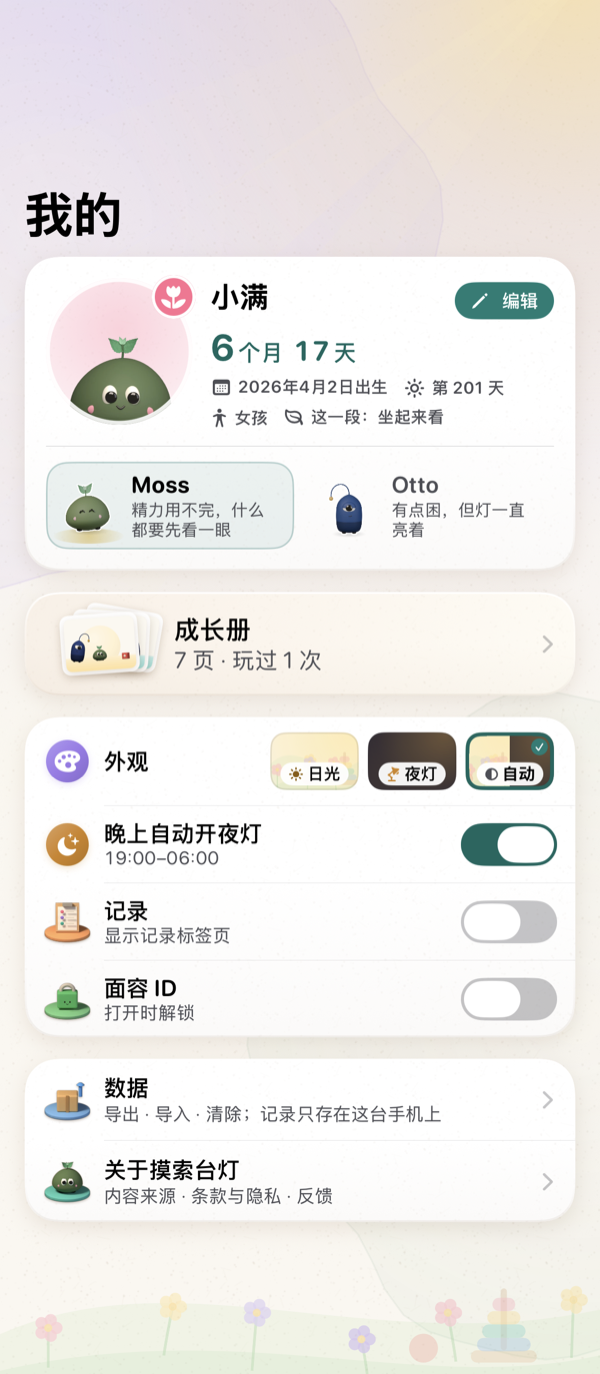 我的
小满
编辑
6个月 17天
2026年4月2日出生 第 201 天
女孩 这一段：坐起来看
Moss
精力用不完，什么
都要先看一眼
Otto
有点困，但灯一直
亮着
成长册
7 页 · 玩过 1 次
外观
日光
夜灯
自动
晚上自动开夜灯
19:00–06:00
记录
显示记录标签页
面容 ID
打开时解锁
数据
导出 · 导入 · 清除；记录只存在这台手机上
关于摸索台灯
内容来源 · 条款与隐私 · 反馈